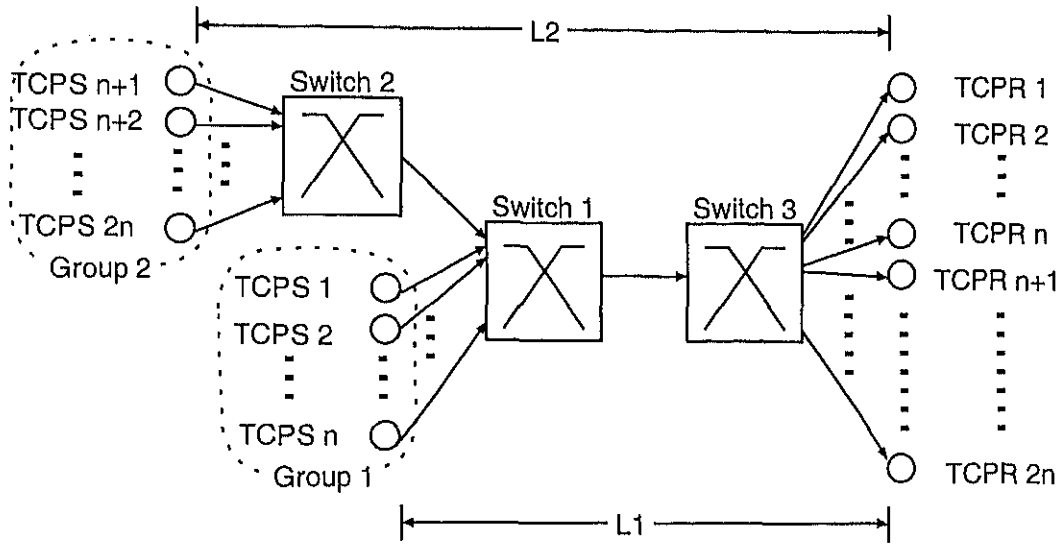 L2
TCPS n+1
TCPS n+2
TCPS 2n
Group 2
Switch 2
Switch 1
Switch 3
TCPS 1
TCPS 2
TCPS n
Group 1
TCPR 1
TCPR 2
TCPR n
TCPR n+1
TCPR 2n
L1